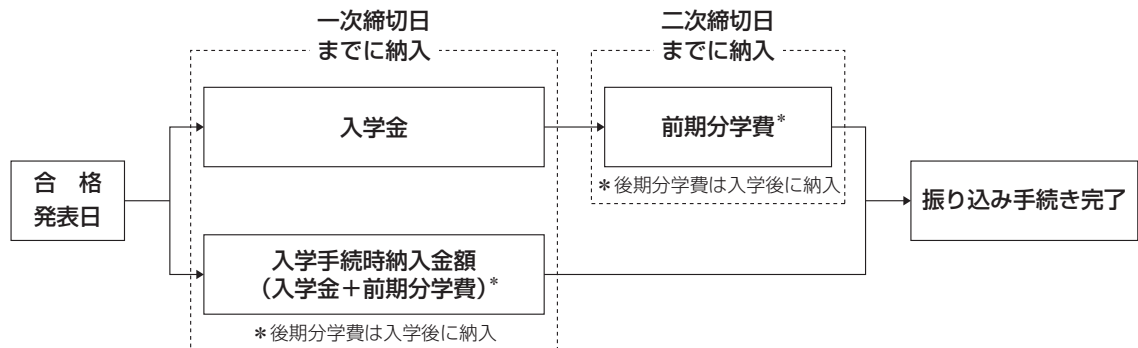 一次締切日
までに納入
二次締切日
までに納入
入学金
前期分学費*
*後期分学費は入学後に納入
合　格
発表日
振り込み手続き完了
入学手続時納入金額
（入学金＋前期分学費）*
*後期分学費は入学後に納入